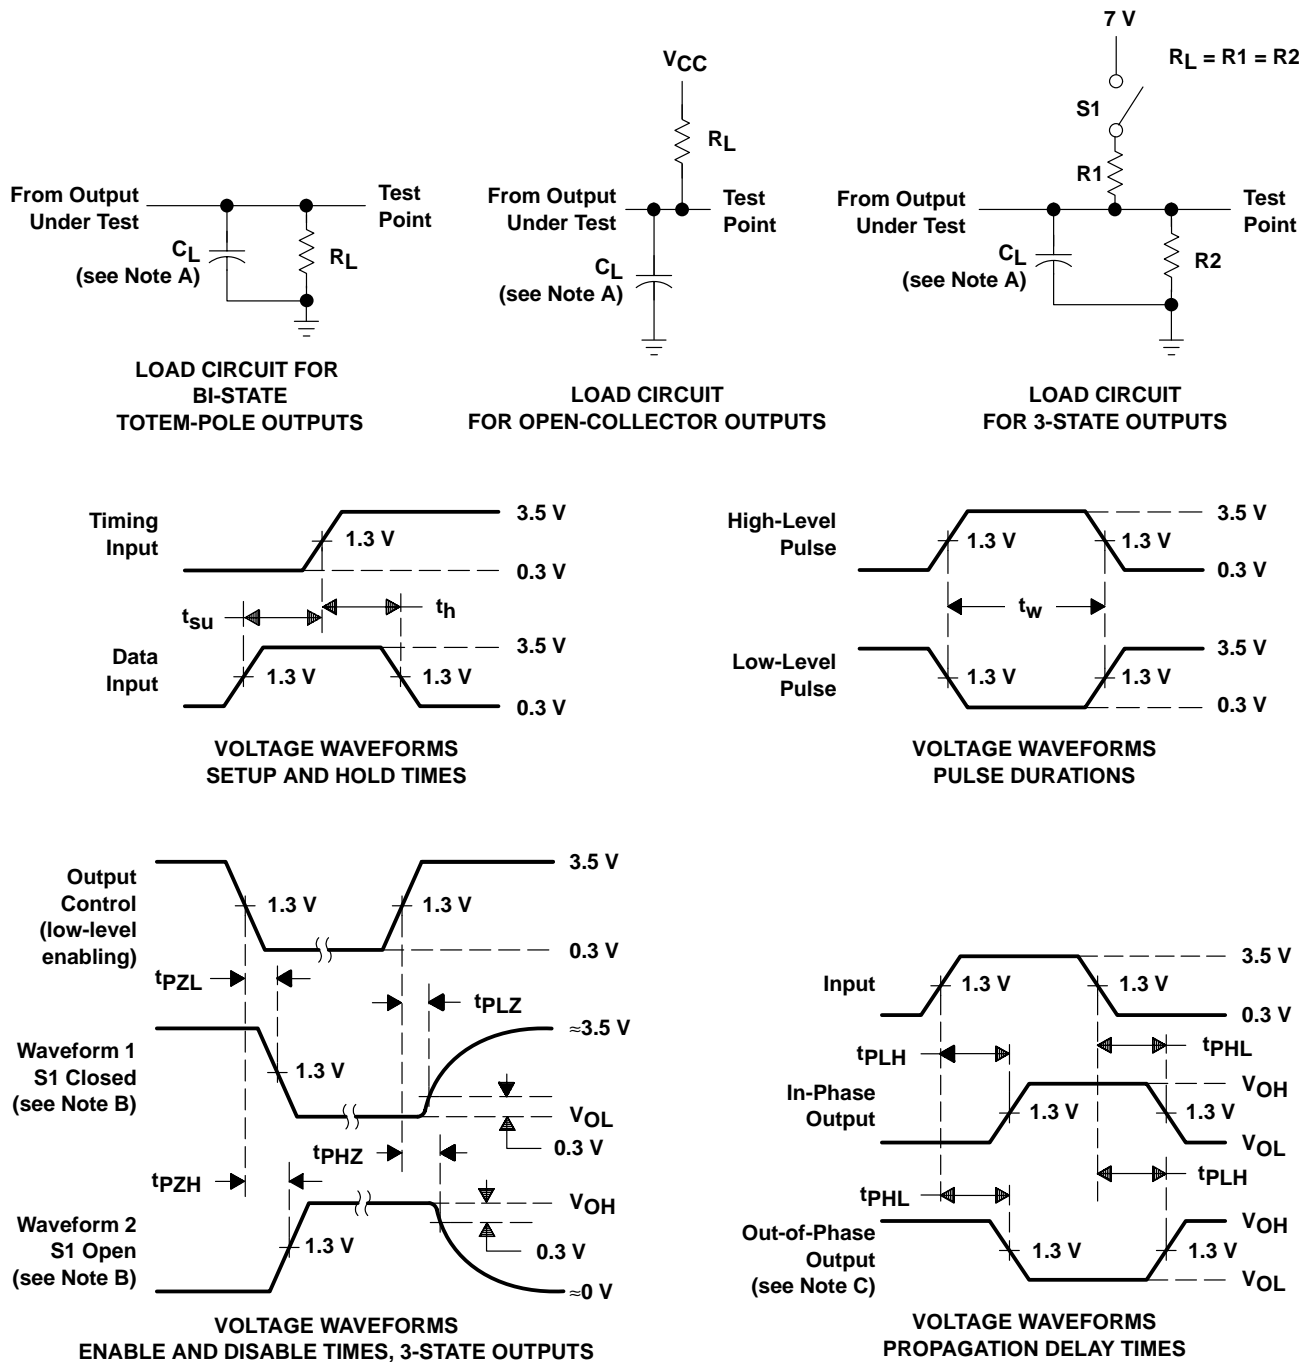 From Output
Under Test
Test
Point
CL
(see Note A)
RL
LOAD CIRCUIT FOR
BI-STATE
TOTEM-POLE OUTPUTS
VCC
RL
From Output
Under Test
Test
Point
CL
(see Note A)
LOAD CIRCUIT
FOR OPEN-COLLECTOR OUTPUTS
7 V
RL = R1 = R2
S1
R1
From Output
Under Test
Test
Point
CL
(see Note A)
R2
LOAD CIRCUIT
FOR 3-STATE OUTPUTS
Timing
Input
3.5 V
1.3 V
0.3 V
tsu
th
Data
Input
3.5 V
1.3 V
1.3 V
0.3 V
VOLTAGE WAVEFORMS
SETUP AND HOLD TIMES
High-Level
Pulse
3.5 V
1.3 V
1.3 V
0.3 V
tw
Low-Level
Pulse
3.5 V
1.3 V
1.3 V
0.3 V
VOLTAGE WAVEFORMS
PULSE DURATIONS
Output
Control
(low-level
enabling)
3.5 V
1.3 V
1.3 V
0.3 V
tPZL
tPLZ
Waveform 1
S1 Closed
(see Note B)
≈3.5 V
1.3 V
VOL
0.3 V
tPHZ
tPZH
Waveform 2
S1 Open
(see Note B)
VOH
1.3 V
0.3 V
≈0 V
VOLTAGE WAVEFORMS
ENABLE AND DISABLE TIMES, 3-STATE OUTPUTS
Input
3.5 V
1.3 V
1.3 V
0.3 V
tPLH
tPHL
In-Phase
Output
VOH
1.3 V
1.3 V
VOL
tPHL
tPLH
Out-of-Phase
Output
(see Note C)
VOH
1.3 V
1.3 V
VOL
VOLTAGE WAVEFORMS
PROPAGATION DELAY TIMES